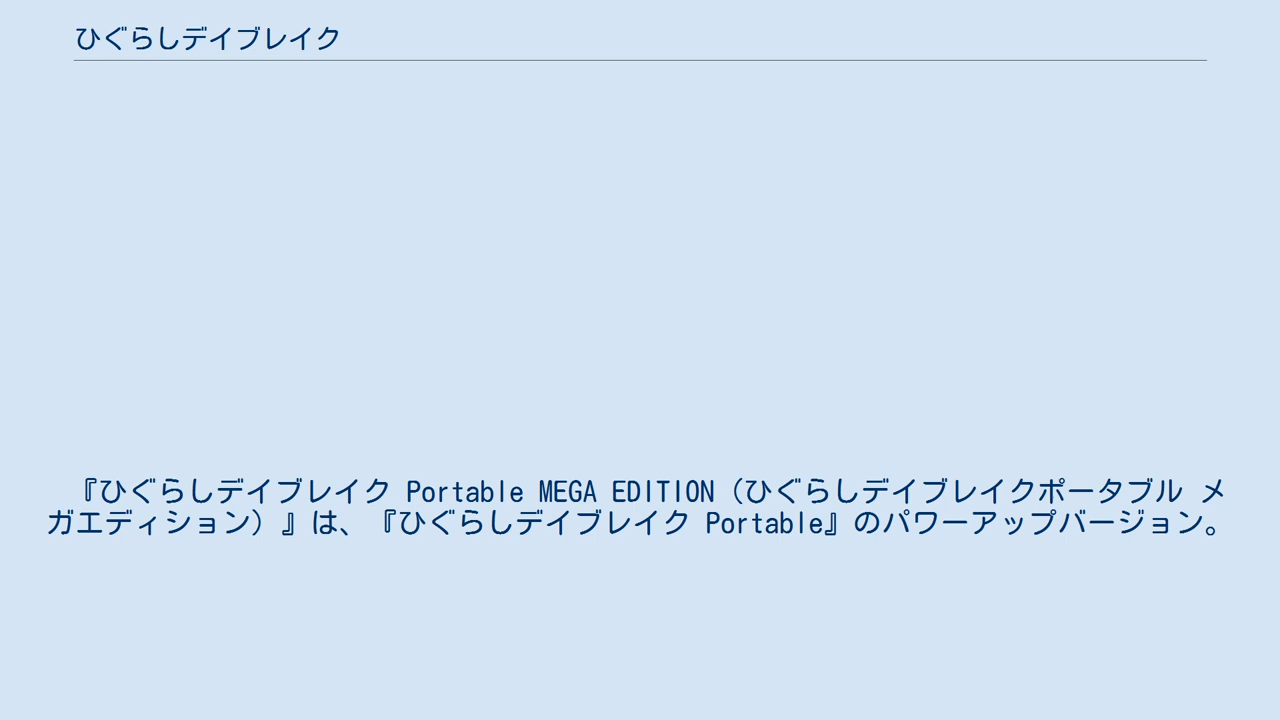 ひぐらしデイブレイク
『ひぐらしデイブレイク Portable MEGA EDITION（ひぐらしデイブレイクポータブル メ
ガエディション）』は、『ひぐらしデイブレイク Portable』のパワーアップバージョン。